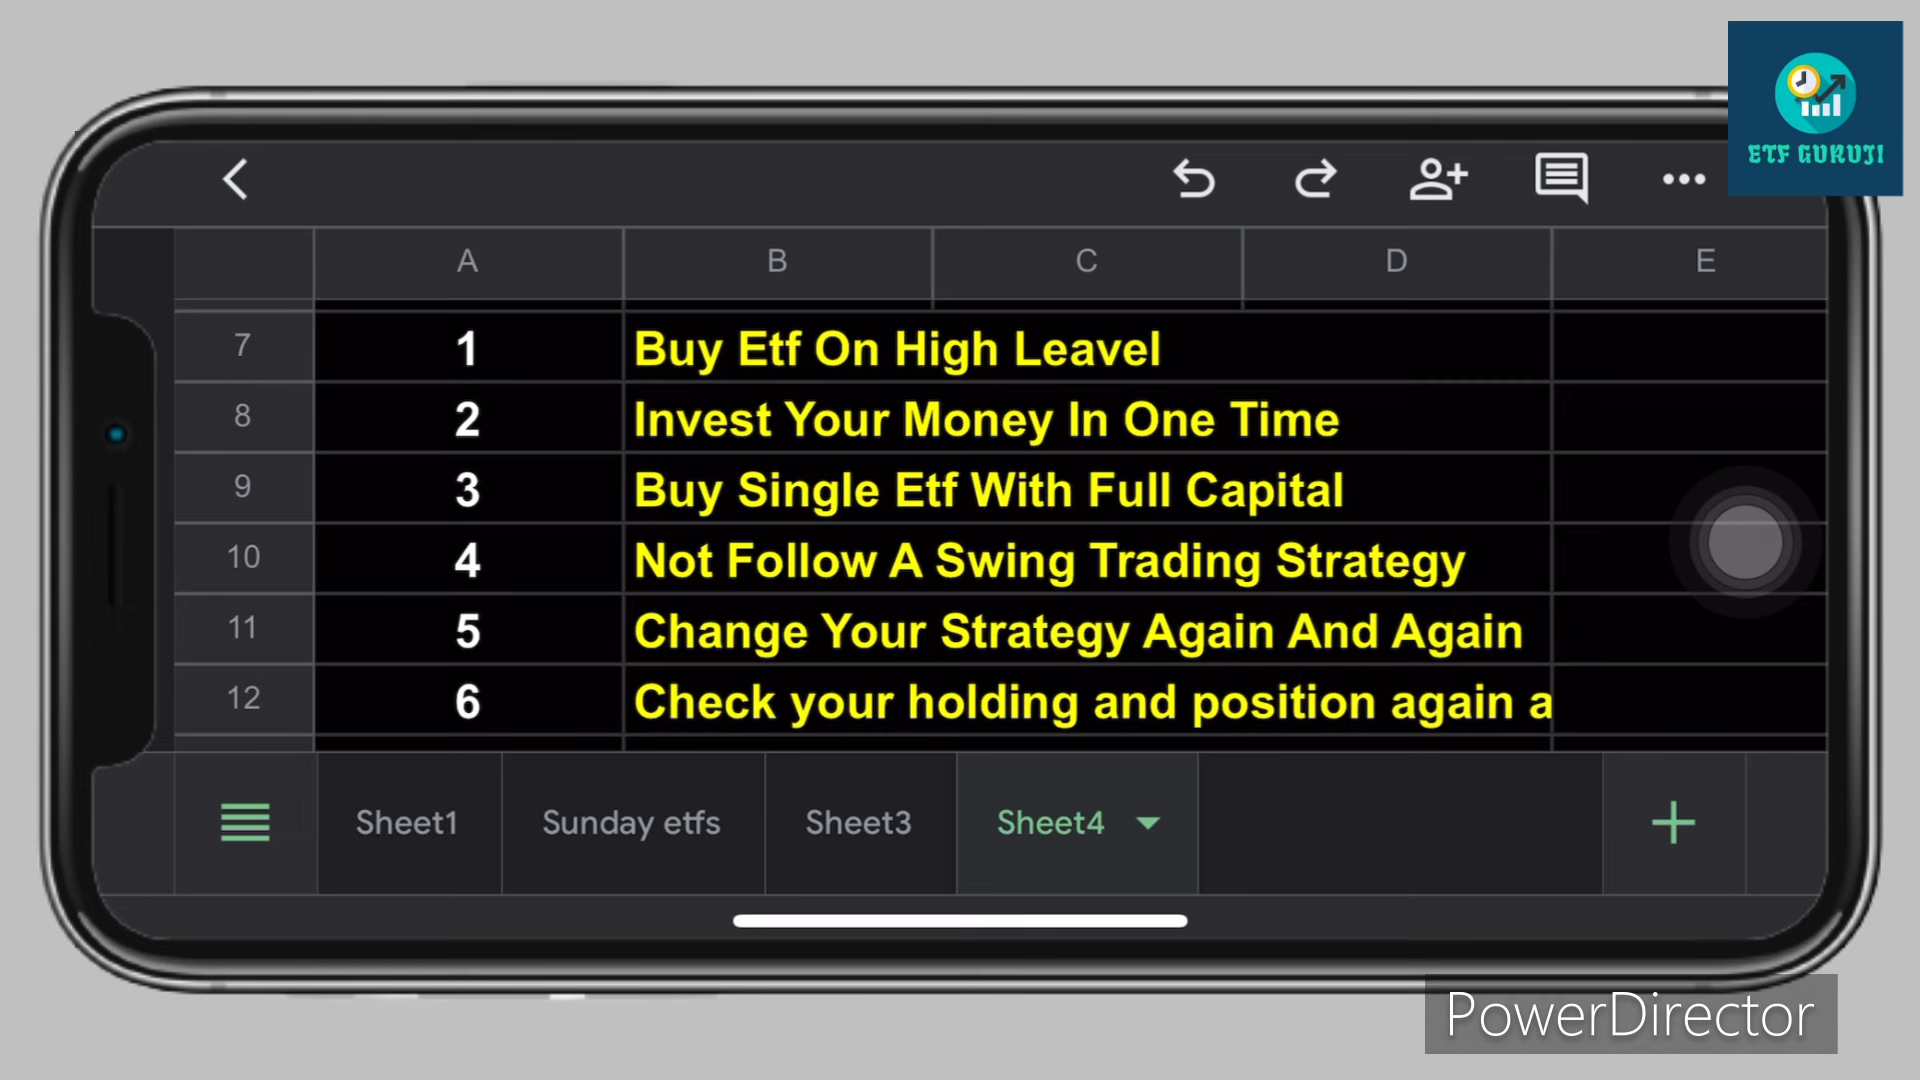 ETF GURUJI
A B C D E
7 1 Buy Etf On High Leavel
8 2 Invest Your Money In One Time
9 3 Buy Single Etf With Full Capital
10 4 Not Follow A Swing Trading Strategy
11 5 Change Your Strategy Again And Again
12 6 Check your holding and position again a
Sheet1 Sunday etfs Sheet3 Sheet4
PowerDirector